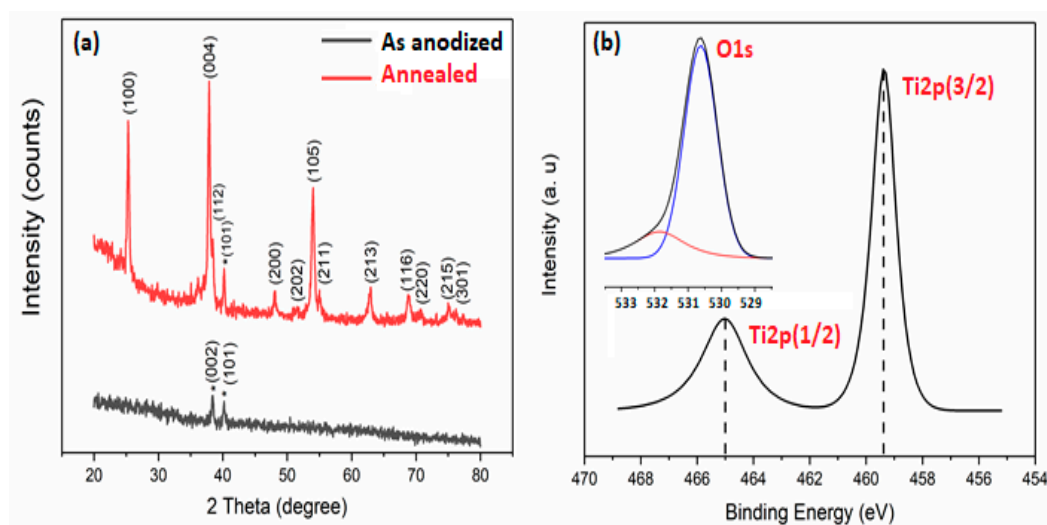 (a)
As anodized
Annealed
(100)
(004)
(112)
*(101)
(200)
(202)
(105)
(211)
(213)
(116)
(220)
(215)
(301)
*(002)
*(101)
Intensity (counts)
20 30 40 50 60 70 80
2 Theta (degree)
(b)
O1s
Ti2p(3/2)
533 532 531 530 529
Ti2p(1/2)
Intensity (a. u)
470 468 466 464 462 460 458 456 454
Binding Energy (eV)